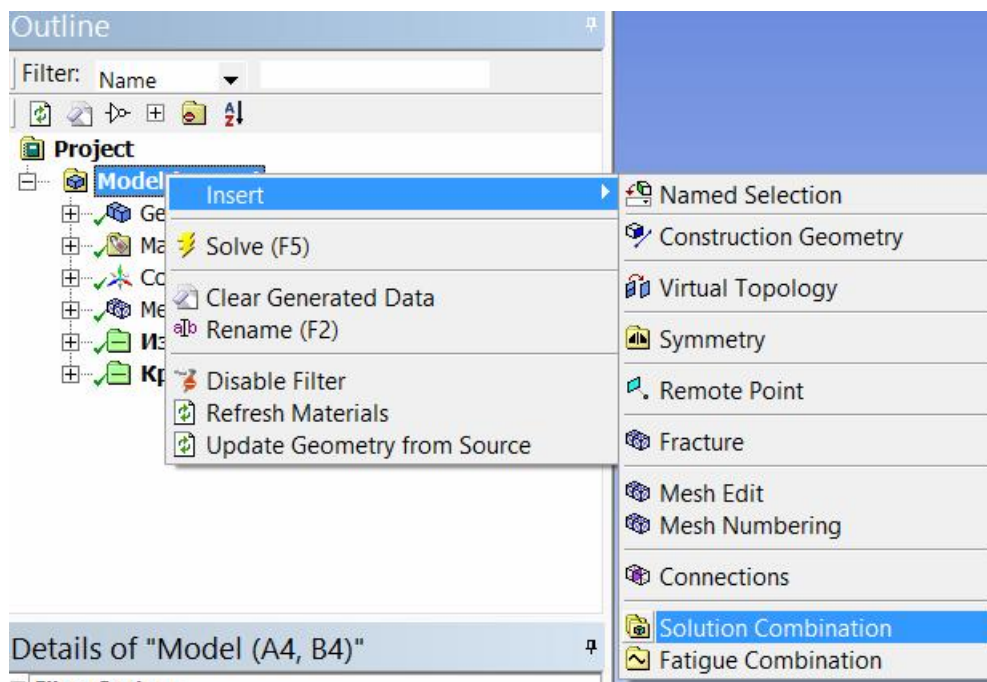 Outline
Filter: Name
Project
Model
Insert
Ge
Ma
Co
Me
Из
Кр
Solve (F5)
Clear Generated Data
Rename (F2)
Disable Filter
Refresh Materials
Update Geometry from Source
Named Selection
Construction Geometry
Virtual Topology
Symmetry
Remote Point
Fracture
Mesh Edit
Mesh Numbering
Connections
Solution Combination
Fatigue Combination
Details of "Model (A4, B4)"